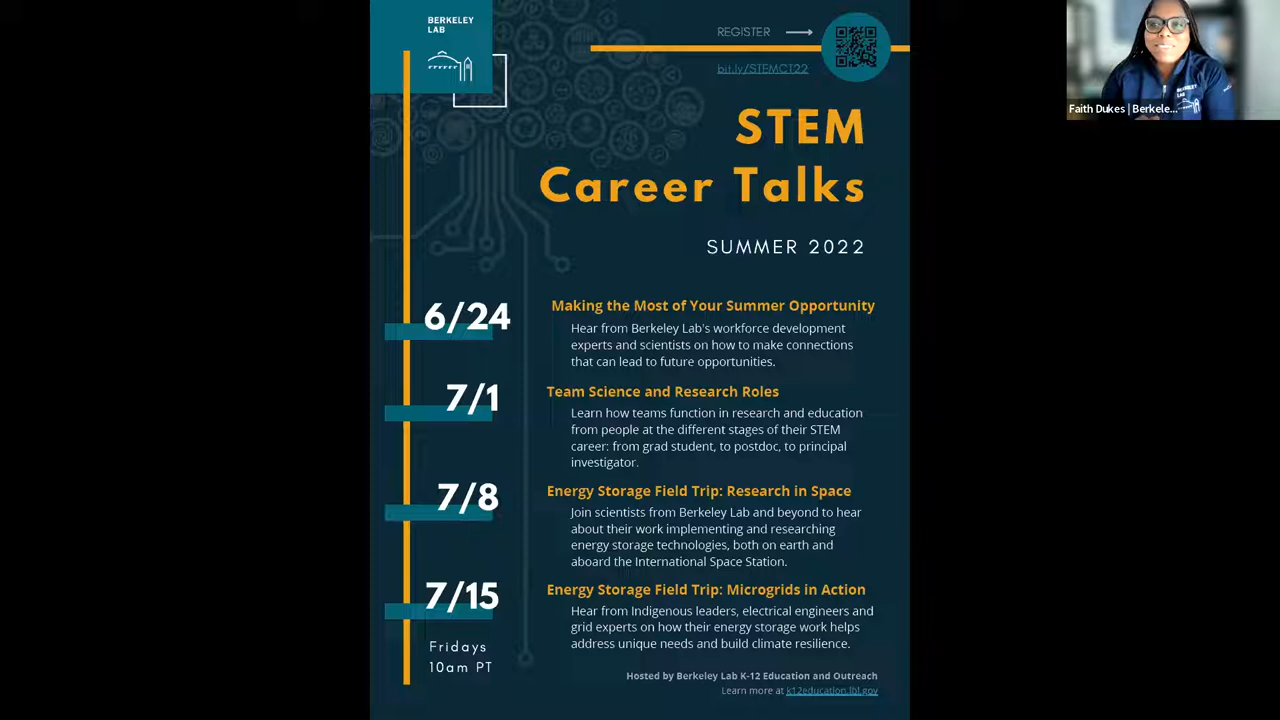 BERKELEY
LAB
REGISTER
bit.ly/STEMCT22
STEM
Career Talks
SUMMER 2022
6/24
Making the Most of Your Summer Opportunity
Hear from Berkeley Lab's workforce development
experts and scientists on how to make connections
that can lead to future opportunities.
7/1
Team Science and Research Roles
Learn how teams function in research and education
from people at the different stages of their STEM
career: from grad student, to postdoc, to principal
investigator.
7/8
Energy Storage Field Trip: Research in Space
Join scientists from Berkeley Lab and beyond to hear
about their work implementing and researching
energy storage technologies, both on earth and
aboard the International Space Station.
7/15
Energy Storage Field Trip: Microgrids in Action
Hear from Indigenous leaders, electrical engineers and
grid experts on how their energy storage work helps
address unique needs and build climate resilience.
Fridays
10am PT
Hosted by Berkeley Lab K-12 Education and Outreach
Learn more at k12education.lbl.gov
Faith Dukes | Berkele...
BERKELEY
LAB